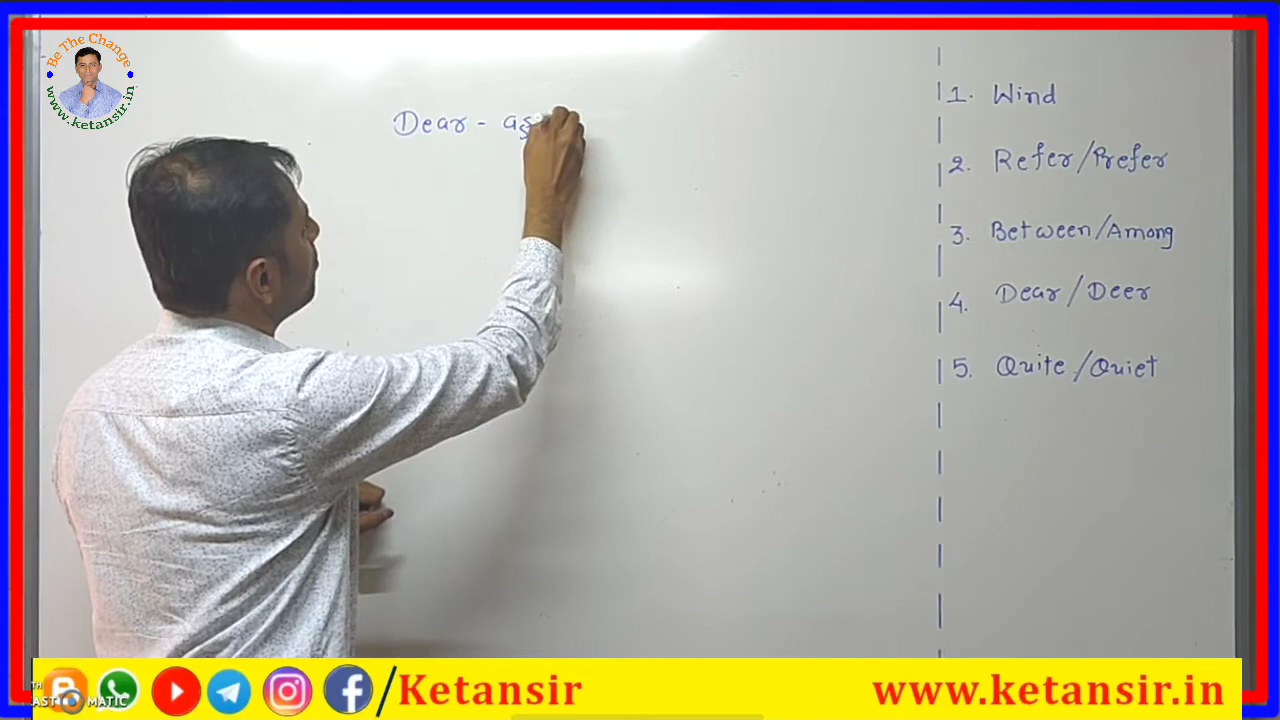 Be The Change
www.ketansir.in
Dear -
1. Wind
2. Refer/Prefer
3. Between/Among
4. Dear/Deer
5. Quite/Quiet
/Ketansir
www.ketansir.in